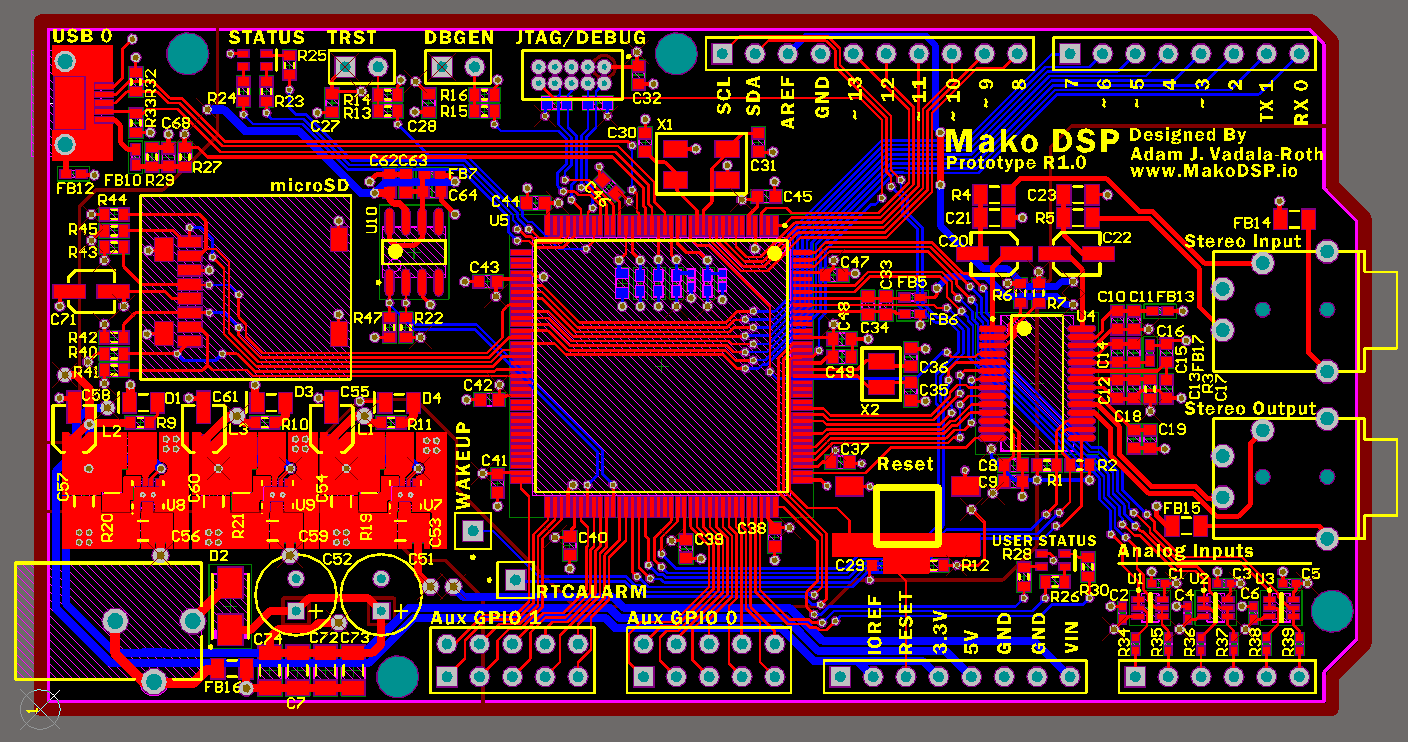 USB 0
STATUS
TRST
DBGEN
JTAG/DEBUG
R25
R24
R23
R32
R33
C68
R14
R13
C27
R16
R15
C28
C32
C30
X1
C31
SCL
SDA
AREF
GND
~13
12
~11
~10
~9
8
7
~6
~5
4
~3
2
TX 1
RX 0
Mako DSP
Prototype R1.0
Designed By
Adam J. Vadala-Roth
www.MakoDSP.io
FB12
FB10
R29
R27
microSD
C62
C63
FB7
C64
U10
C44
U5
C46
C45
R4
C23
C21
R5
C20
C22
FB14
Stereo Input
R44
R45
R43
C71
R42
R40
R41
C43
R47
R22
C47
C33
FB5
FB6
C48
C34
C49
C36
C35
X2
R6
R7
U4
C10
C11
FB13
C16
C14
C15
FB17
C12
C13
R3
C17
C18
C19
Stereo Output
C58
D1
R9
L2
C61
D3
R10
L3
C55
D4
R11
L1
C42
C41
WAKEUP
C37
Reset
C8
C9
R1
R2
FB15
C57
R20
U9
U8
C60
R21
C54
R19
U7
C53
C56
C59
D2
C52
C51
C40
C39
C38
C29
R12
USER STATUS
R28
R26
R30
Analog Inputs
U1
C1
U2
C3
U3
C5
C2
C4
C6
R34
R35
R36
R37
R38
R39
RTCALARM
Aux GPIO 1
Aux GPIO 0
IOREF
RESET
3.3V
5V
GND
GND
VIN
C74
C72
C73
+
+
FB16
C7
1